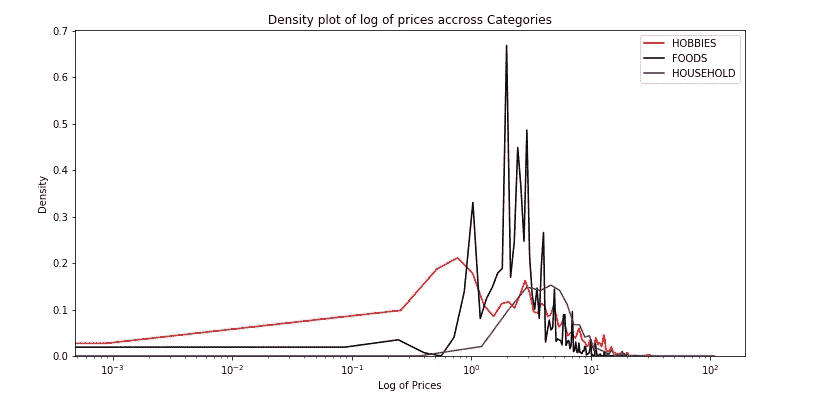 Density plot of log of prices accross Categories
HOBBIES
FOODS
HOUSEHOLD
Density
0.7
0.6
0.5
0.4
0.3
0.2
0.1
0.0
10⁻³ 10⁻² 10⁻¹ 10⁰ 10¹ 10²
Log of Prices